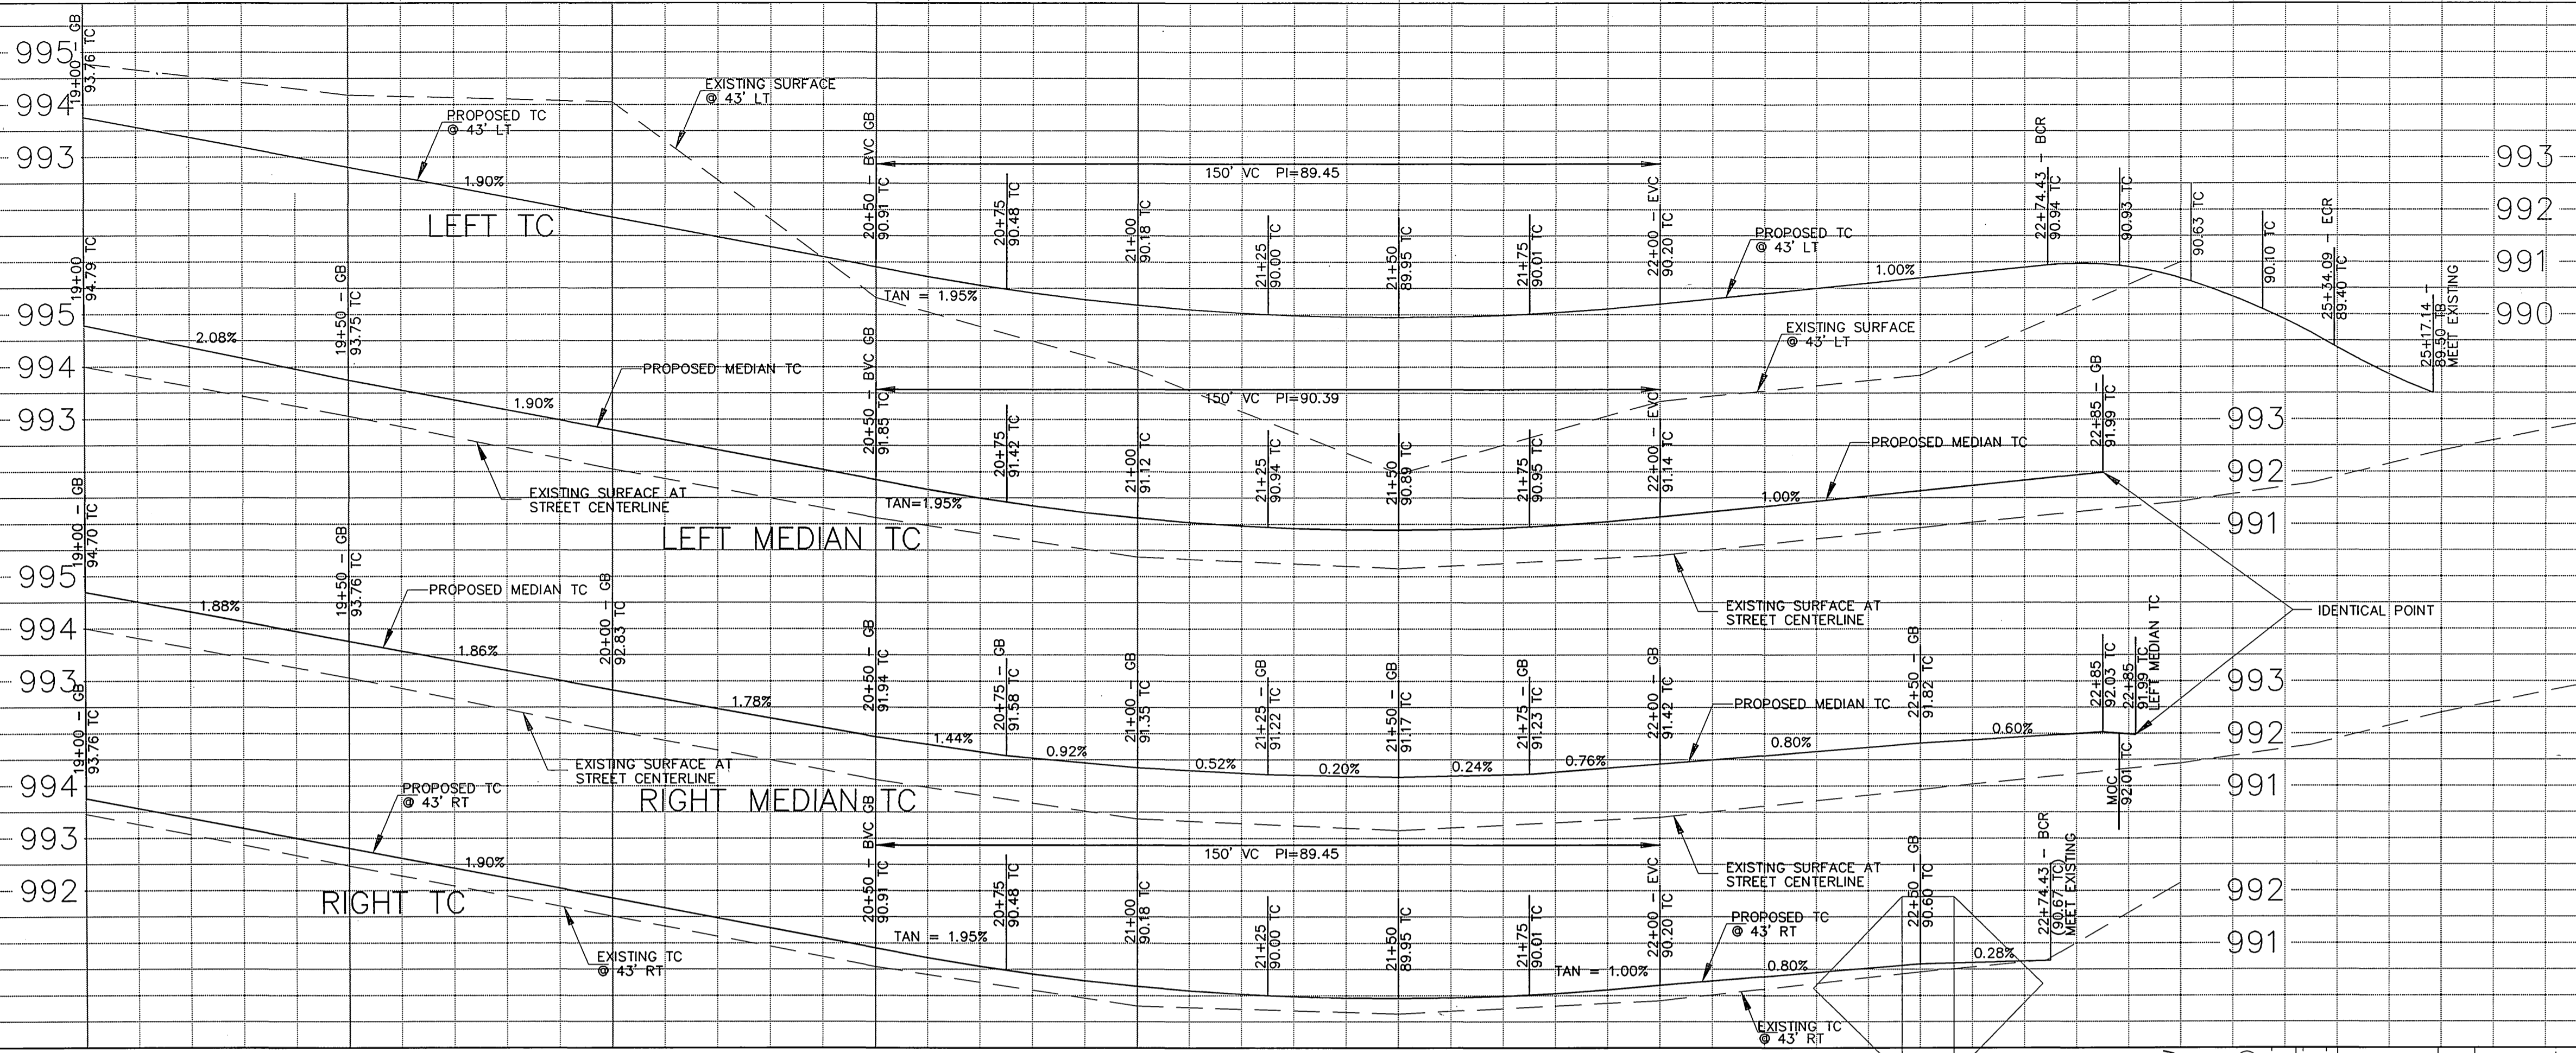 995
994
993
19+00 - GB
93.76 TC
EXISTING SURFACE
@ 43' LT
PROPOSED TC
@ 43' LT
1.90%
LEFT TC
20+50 - BVC GB
90.91 TC
TAN = 1.95%
150' VC PI=89.45
20+75
90.48 TC
21+00
90.18 TC
21+25
90.00 TC
21+50
89.95 TC
21+75
90.01 TC
22+00 - EVC
90.20 TC
PROPOSED TC
@ 43' LT
1.00%
22+74.43 - BCR
90.94 TC
90.93 TC
90.63 TC
90.10 TC
25+34.09 - ECR
89.40 TC
25+17.14 -
89.50 TB
MEET EXISTING
993
992
991
990
EXISTING SURFACE
@ 43' LT
995
994
993
19+00
94.79 TC
2.08%
19+50 - GB
93.75 TC
1.90%
PROPOSED MEDIAN TC
EXISTING SURFACE AT
STREET CENTERLINE
LEFT MEDIAN TC
20+50 - BVC GB
91.85 TC
TAN=1.95%
150' VC PI=90.39
20+75
91.42 TC
21+00
91.12 TC
21+25
90.94 TC
21+50
90.89 TC
21+75
90.95 TC
22+00 - EVC
91.14 TC
1.00%
PROPOSED MEDIAN TC
22+85 - GB
91.99 TC
993
992
991
EXISTING SURFACE AT
STREET CENTERLINE
IDENTICAL POINT
995
994
993
19+00 - GB
94.70 TC
1.88%
19+50 - GB
93.76 TC
PROPOSED MEDIAN TC
1.86%
20+00 - GB
92.83 TC
1.78%
EXISTING SURFACE AT
STREET CENTERLINE
RIGHT MEDIAN TC
20+50 - GB
91.94 TC
1.44%
20+75 - GB
91.58 TC
0.92%
21+00 - GB
91.35 TC
0.52%
21+25 - GB
91.22 TC
0.20%
21+50 - GB
91.17 TC
0.24%
21+75 - GB
91.23 TC
0.76%
22+00 - GB
91.42 TC
PROPOSED MEDIAN TC
0.80%
22+50 - GB
91.82 TC
0.60%
22+85
92.03 TC
22+85
91.99 TC
LEFT MEDIAN TC
MOC
92.01 TC
993
992
991
EXISTING SURFACE AT
STREET CENTERLINE
994
993
992
19+00 - GB
93.76 TC
PROPOSED TC
@ 43' RT
1.90%
RIGHT TC
EXISTING TC
@ 43' RT
20+50 - BVC GB
90.91 TC
TAN = 1.95%
150' VC PI=89.45
20+75
90.48 TC
21+00
90.18 TC
21+25
90.00 TC
21+50
89.95 TC
21+75
90.01 TC
TAN = 1.00%
22+00 - EVC
90.20 TC
PROPOSED TC
@ 43' RT
0.80%
22+50 - GB
90.60 TC
0.28%
22+74.43 - BCR
(90.67 TC)
MEET EXISTING
992
991
EXISTING TC
@ 43' RT